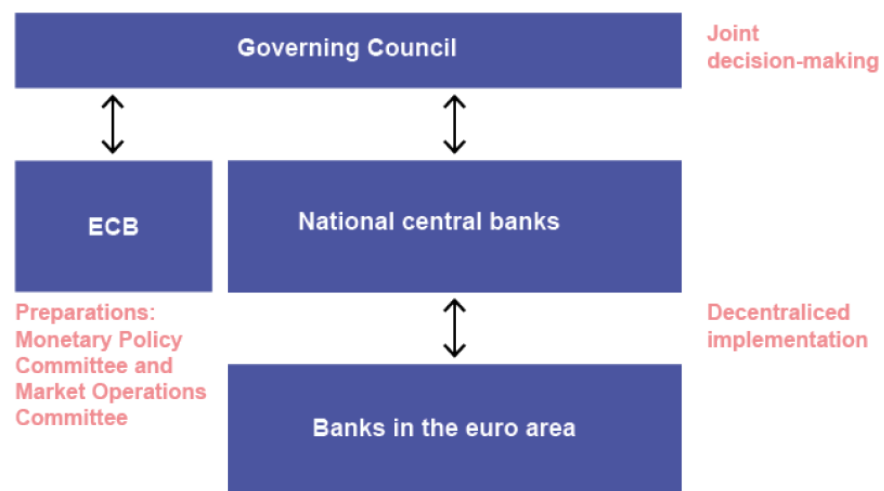 Governing Council
Joint
decision-making
ECB
National central banks
Preparations:
Monetary Policy
Committee and
Market Operations
Committee
Decentraliced
implementation
Banks in the euro area